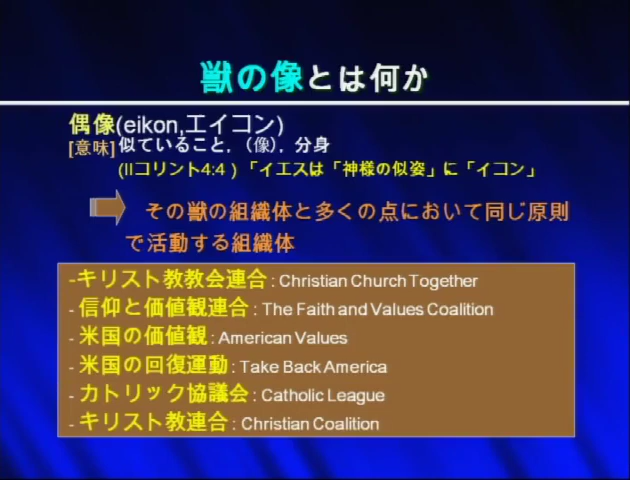 獣の像とは何か
偶像(eikon,エイコン)
[意味]似ていること,（像), 分身
(IIコリント4:4 ) 「イエスは「神様の似姿」に「イコン」
その獣の組織体と多くの点において同じ原則
で活動する組織体
-キリスト教教会連合 : Christian Church Together
- 信仰と価値観連合 : The Faith and Values Coalition
- 米国の価値観 : American Values
- 米国の回復運動 : Take Back America
- カトリック協議会 : Catholic League
- キリスト教連合 : Christian Coalition